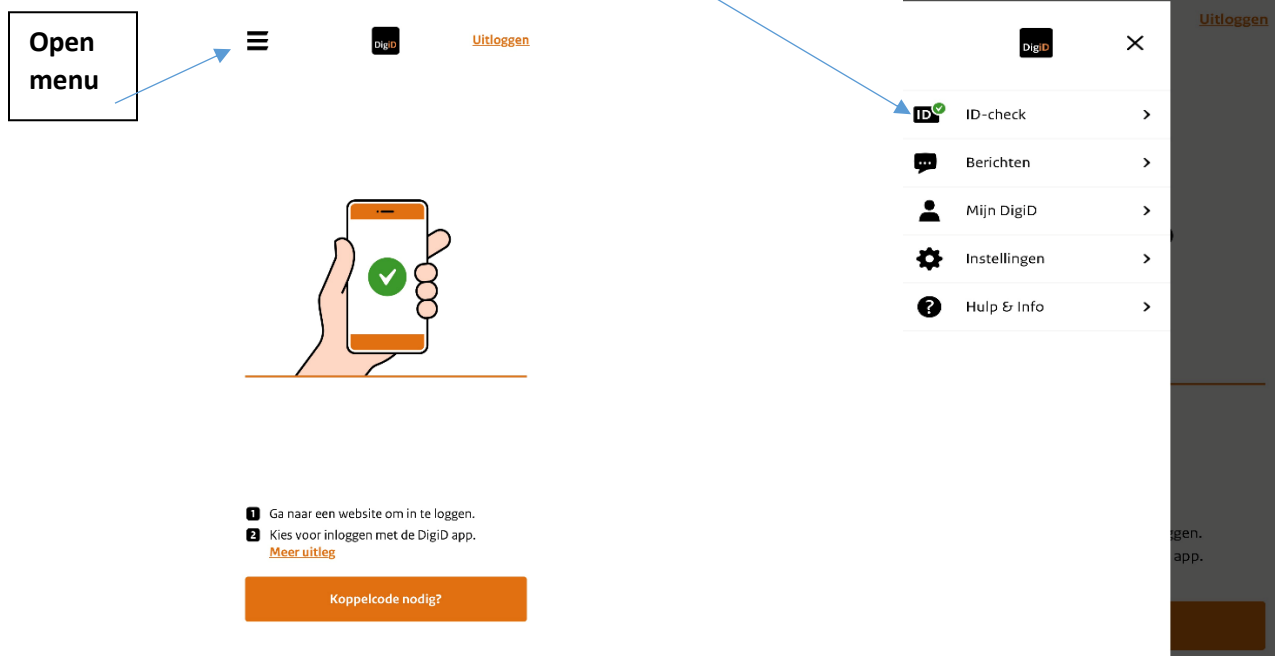 Open
menu
DigiD
Uitloggen
1 Ga naar een website om in te loggen.
2 Kies voor inloggen met de DigiD app.
Meer uitleg
Koppelcode nodig?
DigiD
Uitloggen
ID ID-check
Berichten
Mijn DigiD
Instellingen
? Hulp & Info
app.